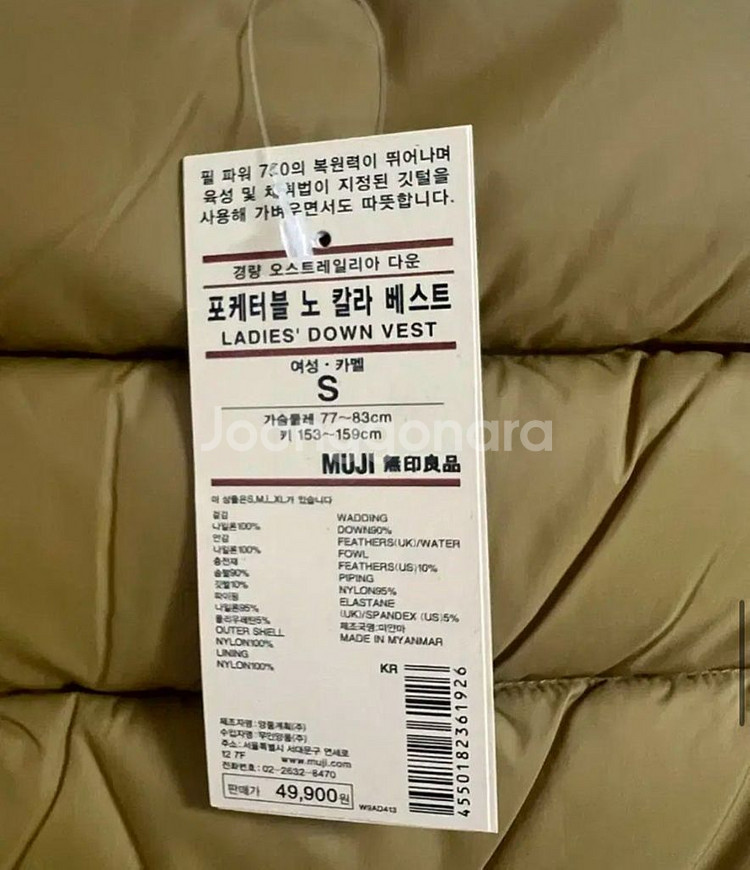 필 파워 750의 복원력이 뛰어나며
육성 및 채취법이 지정된 깃털을
사용해 가벼우면서도 따뜻합니다.
경량 오스트레일리아 다운
포케터블 노 칼라 베스트
LADIES' DOWN VEST
여성・카멜
S
가슴둘레 77～83cm
키 153～159cm
Joongonara
MUJI 無印良品
이 상품은S,M,L,XL가 있습니다
겉감
나일론100%
안감
나일론100%
충전재
솜털90%
깃털10%
파이핑
나일론95%
폴리우레탄5%
OUTER SHELL
NYLON100%
LINING
NYLON100%
WADDING
DOWN90%
FEATHERS(UK)/WATER
FOWL
FEATHERS(US)10%
PIPING
NYLON95%
ELASTANE
(UK)/SPANDEX (US)5%
제조국명:미얀마
MADE IN MYANMAR
KR
4550182361926
제조자명 : 양품계획(주)
수입자명 : 무인양품(주)
주소 : 서울특별시 서대문구 연세로
12 7F
www.muji.com
전화번호 : 02-2632-8470
판매가 49,900원
W9AD413